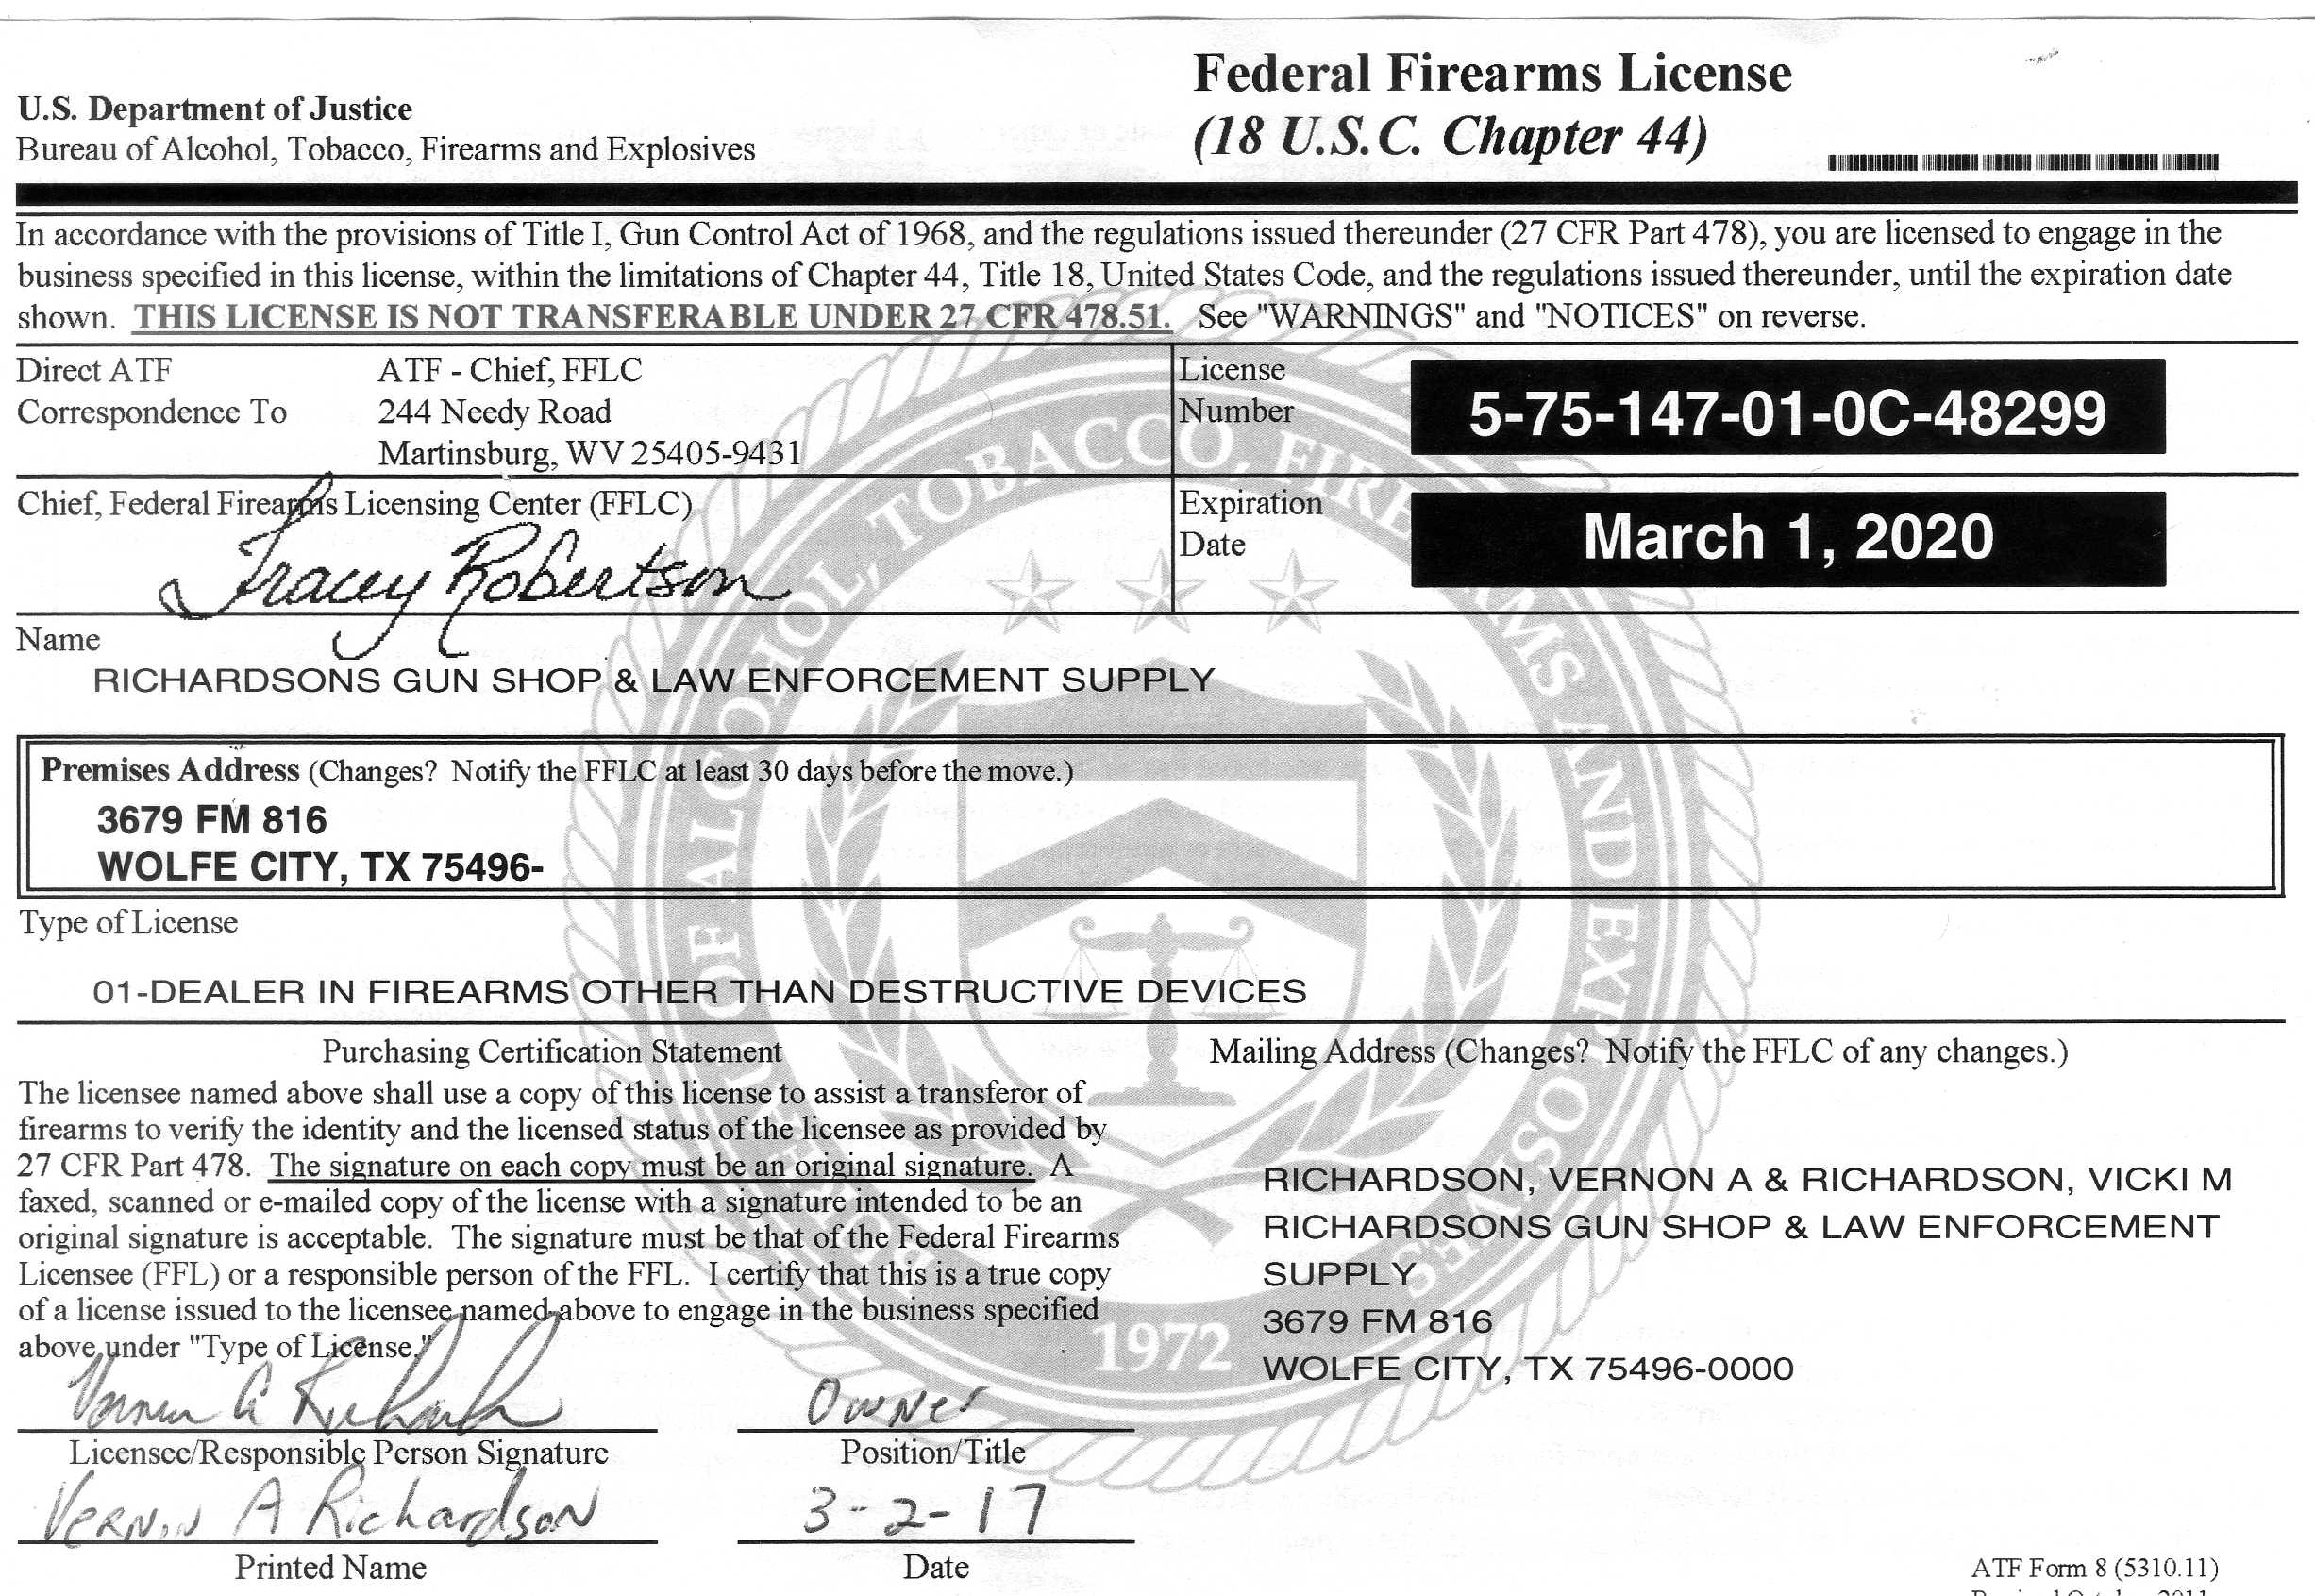 U.S. Department of Justice
Bureau of Alcohol, Tobacco, Firearms and Explosives
Federal Firearms License
(18 U.S.C. Chapter 44)
In accordance with the provisions of Title I, Gun Control Act of 1968, and the regulations issued thereunder (27 CFR Part 478), you are licensed to engage in the
business specified in this license, within the limitations of Chapter 44, Title 18, United States Code, and the regulations issued thereunder, until the expiration date
shown. THIS LICENSE IS NOT TRANSFERABLE UNDER 27 CFR 478.51. See "WARNINGS" and "NOTICES" on reverse.
Direct ATF
Correspondence To
ATF - Chief, FFLC
244 Needy Road
Martinsburg, WV 25405-9431
License
Number
5-75-147-01-0C-48299
Chief, Federal Firearms Licensing Center (FFLC)
Tracey Robertson
Expiration
Date
March 1, 2020
Name
RICHARDSONS GUN SHOP & LAW ENFORCEMENT SUPPLY
Premises Address (Changes? Notify the FFLC at least 30 days before the move.)
3679 FM 816
WOLFE CITY, TX 75496-
Type of License
01-DEALER IN FIREARMS OTHER THAN DESTRUCTIVE DEVICES
Purchasing Certification Statement
The licensee named above shall use a copy of this license to assist a transferor of
firearms to verify the identity and the licensed status of the licensee as provided by
27 CFR Part 478. The signature on each copy must be an original signature. A
faxed, scanned or e-mailed copy of the license with a signature intended to be an
original signature is acceptable. The signature must be that of the Federal Firearms
Licensee (FFL) or a responsible person of the FFL. I certify that this is a true copy
of a license issued to the licensee named above to engage in the business specified
above under "Type of License."
Vernon A Richardson
Licensee/Responsible Person Signature
Owner
Position/Title
Vernon A Richardson
Printed Name
3-2-17
Date
Mailing Address (Changes? Notify the FFLC of any changes.)
RICHARDSON, VERNON A & RICHARDSON, VICKI M
RICHARDSONS GUN SHOP & LAW ENFORCEMENT
SUPPLY
3679 FM 816
WOLFE CITY, TX 75496-0000
ATF Form 8 (5310.11)
BUREAU OF ALCOHOL, TOBACCO, FIREARMS AND EXPLOSIVES
1972